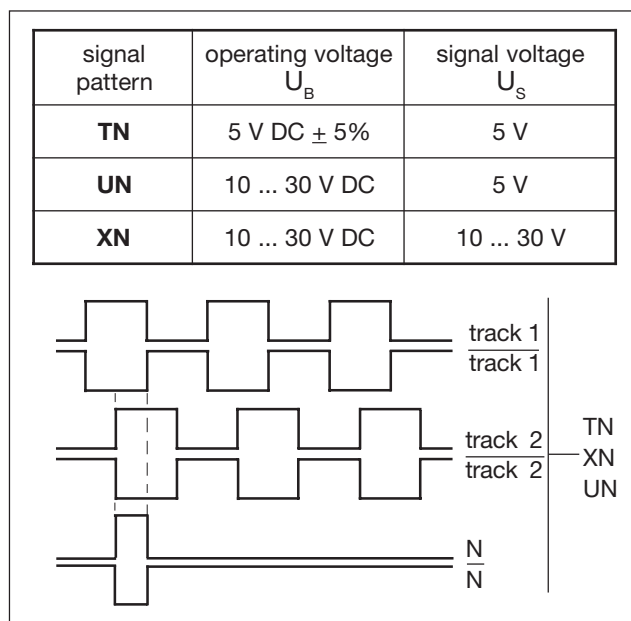 signal pattern
operating voltage U_B
signal voltage U_S
TN
5 V DC ± 5%
5 V
UN
10 ... 30 V DC
5 V
XN
10 ... 30 V DC
10 ... 30 V
track 1
track 1
track 2
track 2
TN
XN
UN
N
N